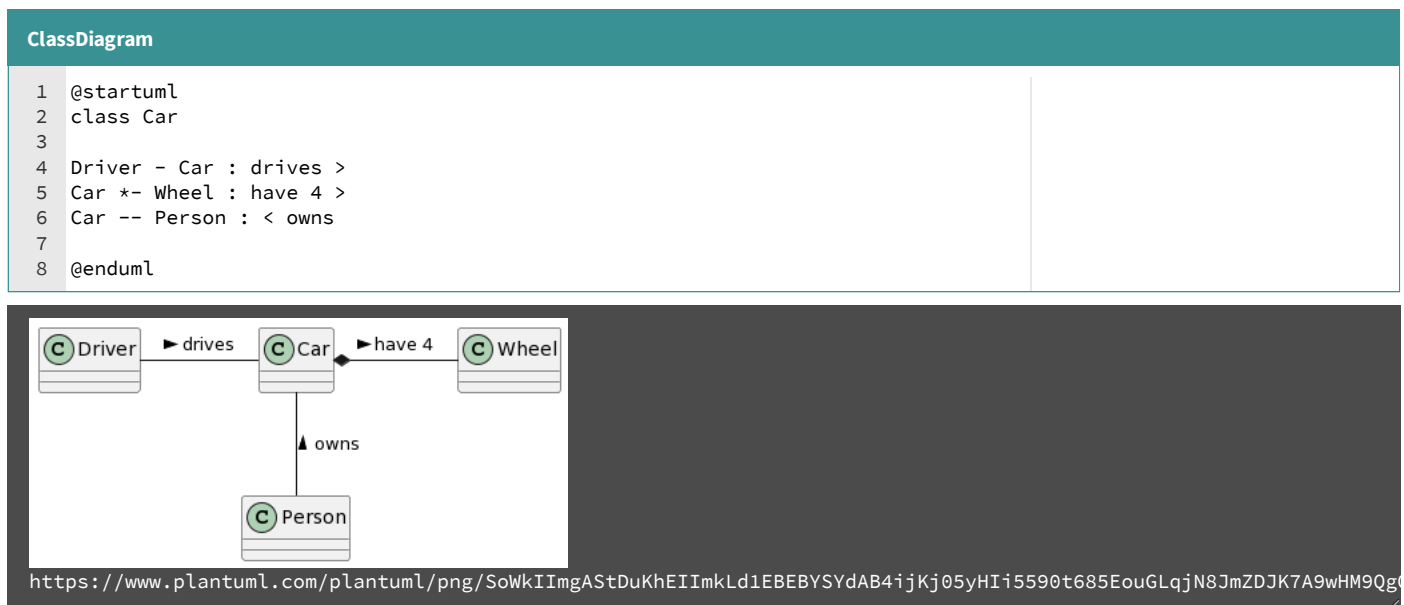 ClassDiagram
1 @startuml
2 class Car
3
4 Driver - Car : drives >
5 Car *- Wheel : have 4 >
6 Car -- Person : < owns
7
8 @enduml
C Driver ► drives C Car ► have 4 C Wheel
▲ owns
C Person
https://www.plantuml.com/plantuml/png/SoWkIImgAStDuKhEIImkLd1EBEBYSYdAB4ijKj05yHIi5590t685EouGLqjN8JmZDJK7A9wHM9Qg